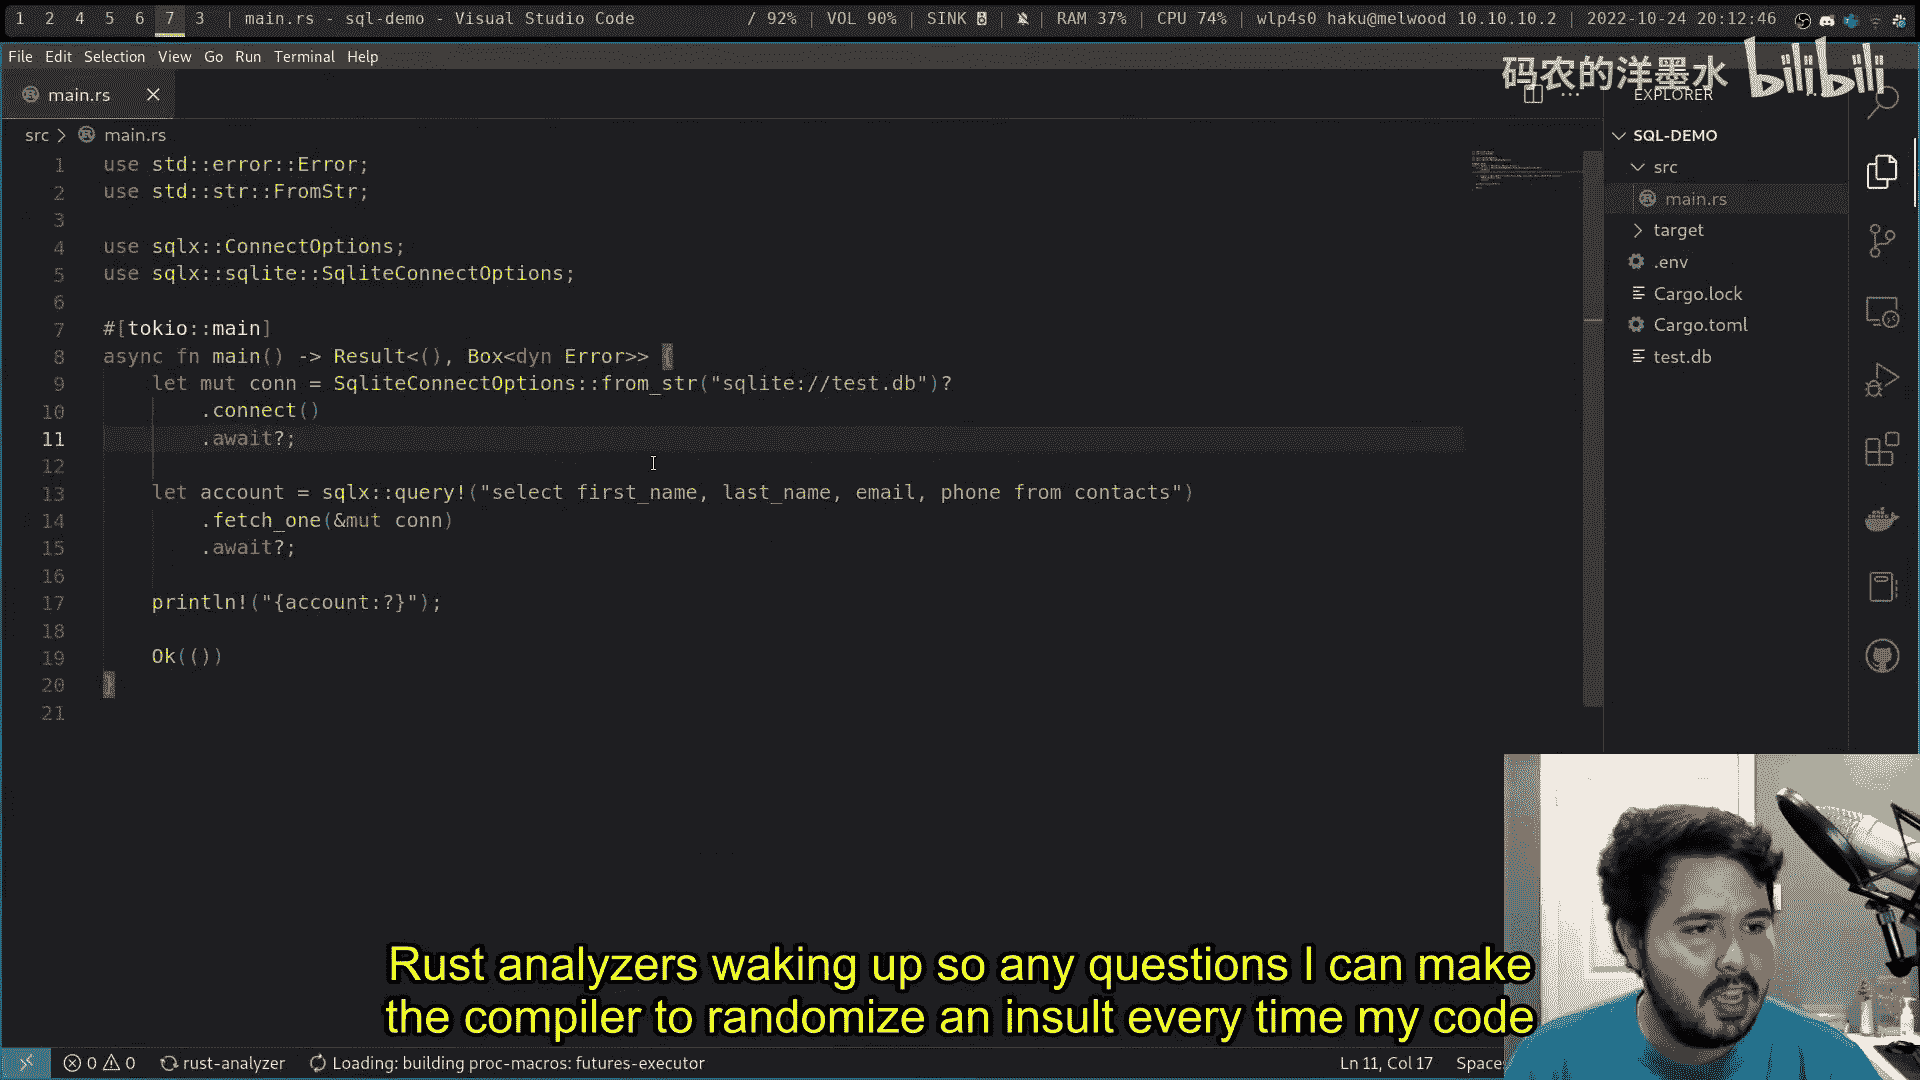 1 2 4 5 6 7 3 | main.rs - sql-demo - Visual Studio Code / 92% | VOL 90% | SINK | | RAM 37% | CPU 74% | wlp4s0 haku@melwood 10.10.10.2 | 2022-10-24 20:12:46
File Edit Selection View Go Run Terminal Help
码农的洋墨水 bilibili
main.rs
EXPLORER
src > main.rs
SQL-DEMO
src
main.rs
target
.env
Cargo.lock
Cargo.toml
test.db
1 use std::error::Error;
2 use std::str::FromStr;
3
4 use sqlx::ConnectOptions;
5 use sqlx::sqlite::SqliteConnectOptions;
6
7 #[tokio::main]
8 async fn main() -> Result<(), Box<dyn Error>> {
9 let mut conn = SqliteConnectOptions::from_str("sqlite://test.db")?
10 .connect()
11 .await?;
12
13 let account = sqlx::query!("select first_name, last_name, email, phone from contacts")
14 .fetch_one(&mut conn)
15 .await?;
16
17 println!("{account:?}");
18
19 Ok(())
20 }
21
Rust analyzers waking up so any questions I can make
the compiler to randomize an insult every time my code
0 0 rust-analyzer Loading: building proc-macros: futures-executor Ln 11, Col 17